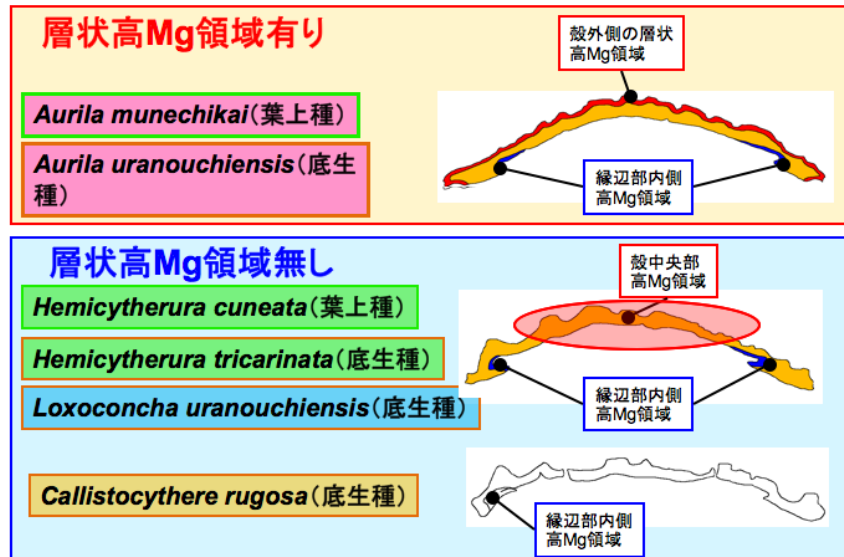 層状高Mg領域有り
殻外側の層状
高Mg領域
Aurila munechikai(葉上種)
Aurila uranouchiensis(底生
種)
縁辺部内側
高Mg領域
層状高Mg領域無し
殻中央部
高Mg領域
Hemicytherura cuneata(葉上種)
Hemicytherura tricarinata(底生種)
Loxoconcha uranouchiensis(底生種)
縁辺部内側
高Mg領域
Callistocythere rugosa(底生種)
縁辺部内側
高Mg領域